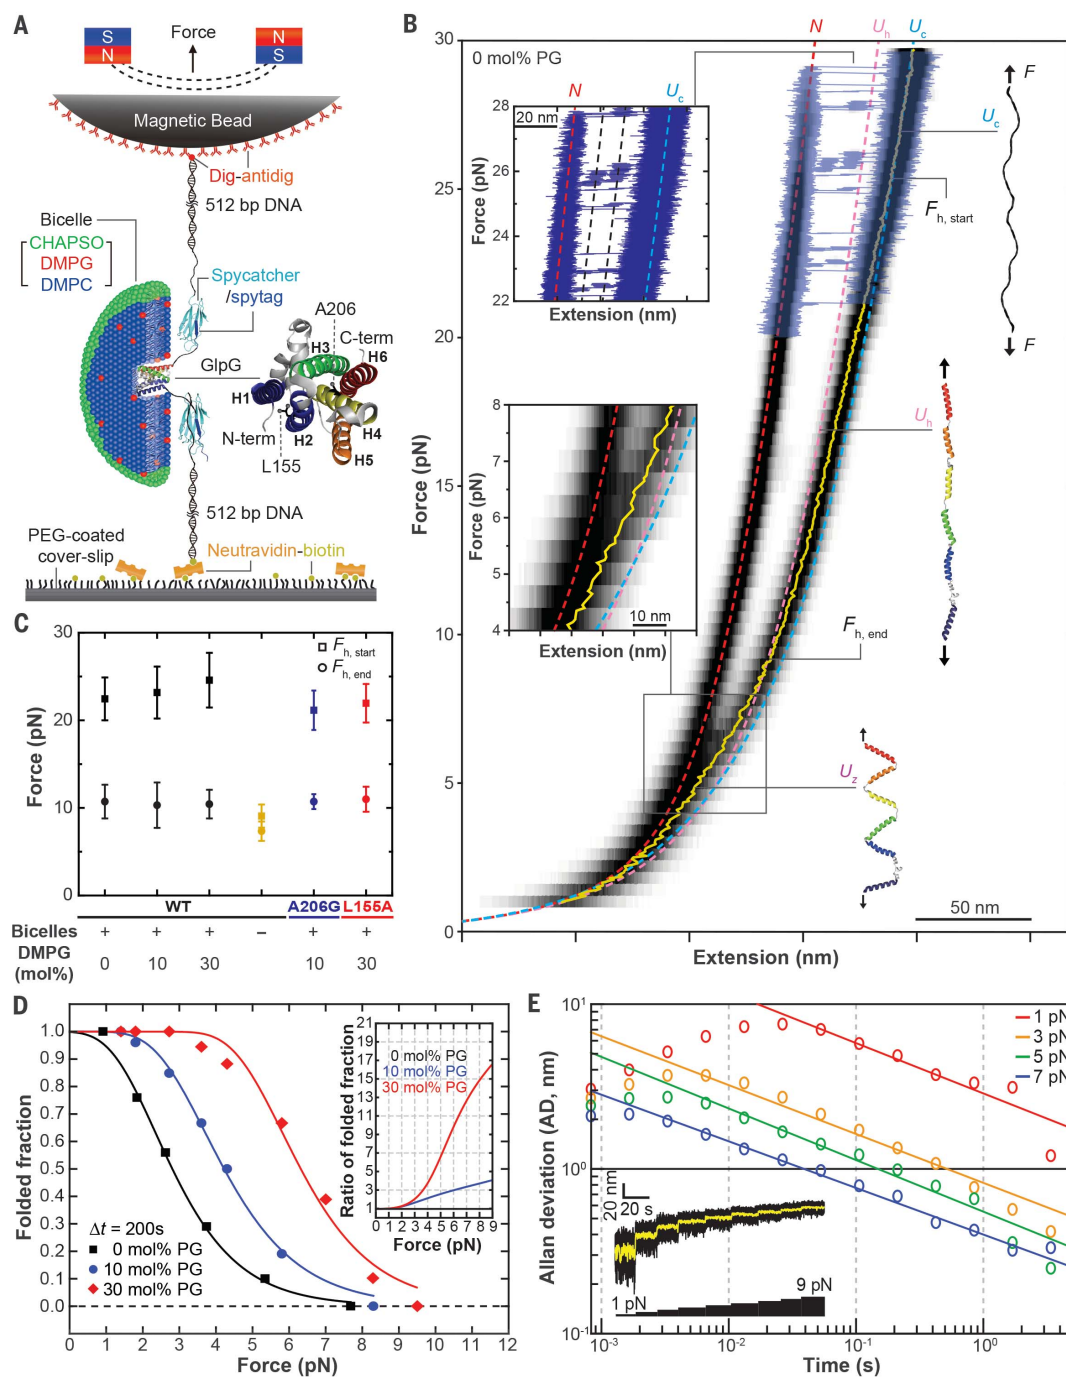 A
S
N
Force
N
S
Magnetic Bead
Dig-antidig
512 bp DNA
Bicelle
CHAPSO
DMPG
DMPC
Spycatcher
/spytag
A206
C-term
H3
H6
GlpG
H1
N-term
H2
H4
L155
H5
512 bp DNA
PEG-coated
cover-slip
Neutravidin-biotin
B
30
25
20
15
10
5
0
Force (pN)
Extension (nm)
0 mol% PG
N
Uh
Uc
28
26
24
22
Force (pN)
Extension (nm)
20 nm
N
Uc
F
Uc
Fh, start
F
8
7
6
5
4
Force (pN)
Extension (nm)
10 nm
Uh
Fh, end
Uz
50 nm
C
30
20
10
0
Force (pN)
Fh, start
Fh, end
WT
A206G
L155A
Bicelles + + + − + +
DMPG
(mol%) 0 10 30 10 30
D
1.0
0.9
0.8
0.7
0.6
0.5
0.4
0.3
0.2
0.1
0.0
Folded fraction
Δt = 200s
0 mol% PG
10 mol% PG
30 mol% PG
0 1 2 3 4 5 6 7 8 9 10 11 12
Force (pN)
21
19
17
15
13
11
9
7
5
3
1
Ratio of folded fraction
0 mol% PG
10 mol% PG
30 mol% PG
0 1 2 3 4 5 6 7 8 9
Force (pN)
E
10¹
10⁰
10⁻¹
Allan deviation (AD, nm)
1 pN
3 pN
5 pN
7 pN
20 nm
20 s
1 pN
9 pN
10⁻³ 10⁻² 10⁻¹ 10⁰
Time (s)